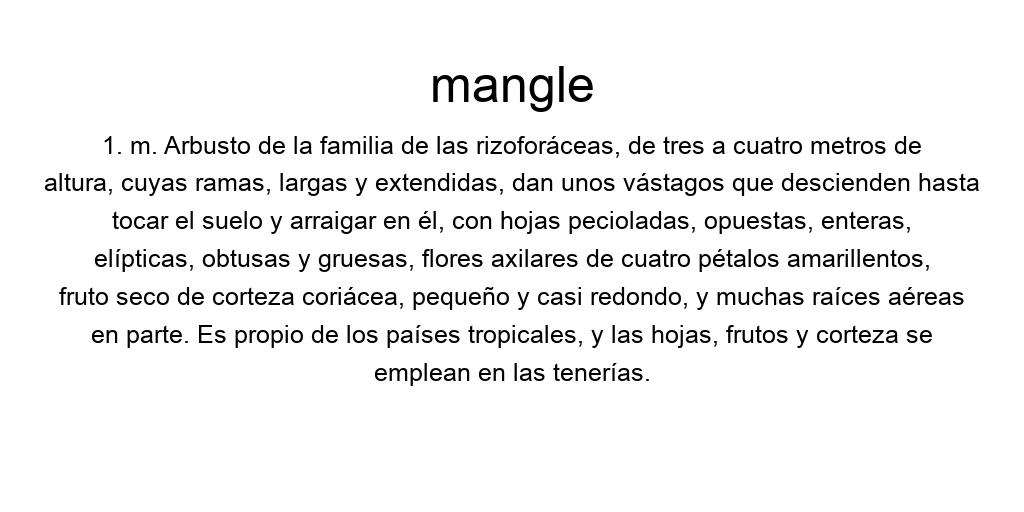 mangle
1. m. Arbusto de la familia de las rizoforáceas, de tres a cuatro metros de
altura, cuyas ramas, largas y extendidas, dan unos vástagos que descienden hasta
tocar el suelo y arraigar en él, con hojas pecioladas, opuestas, enteras,
elípticas, obtusas y gruesas, flores axilares de cuatro pétalos amarillentos,
fruto seco de corteza coriácea, pequeño y casi redondo, y muchas raíces aéreas
en parte. Es propio de los países tropicales, y las hojas, frutos y corteza se
emplean en las tenerías.